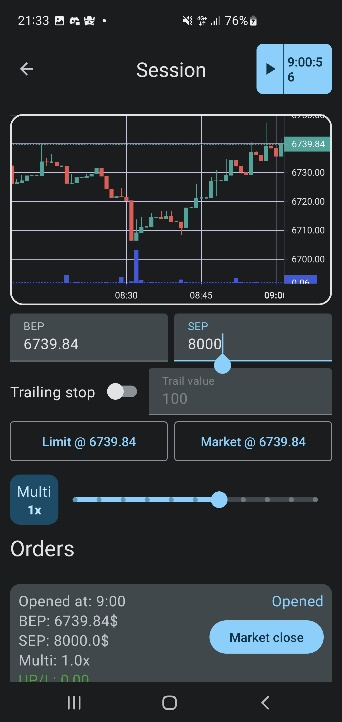 21:33
76%
Session
9:00:5
6
6739.84
6730.00
6720.00
6710.00
6700.00
0.06
08:30
08:45
09:0
BEP
6739.84
SEP
8000
Trailing stop
Trail value
100
Limit @ 6739.84
Market @ 6739.84
Multi
1x
Orders
Opened at: 9:00
Opened
BEP: 6739.84$
SEP: 8000.0$
Market close
Multi: 1.0x
UP/L: 0.00